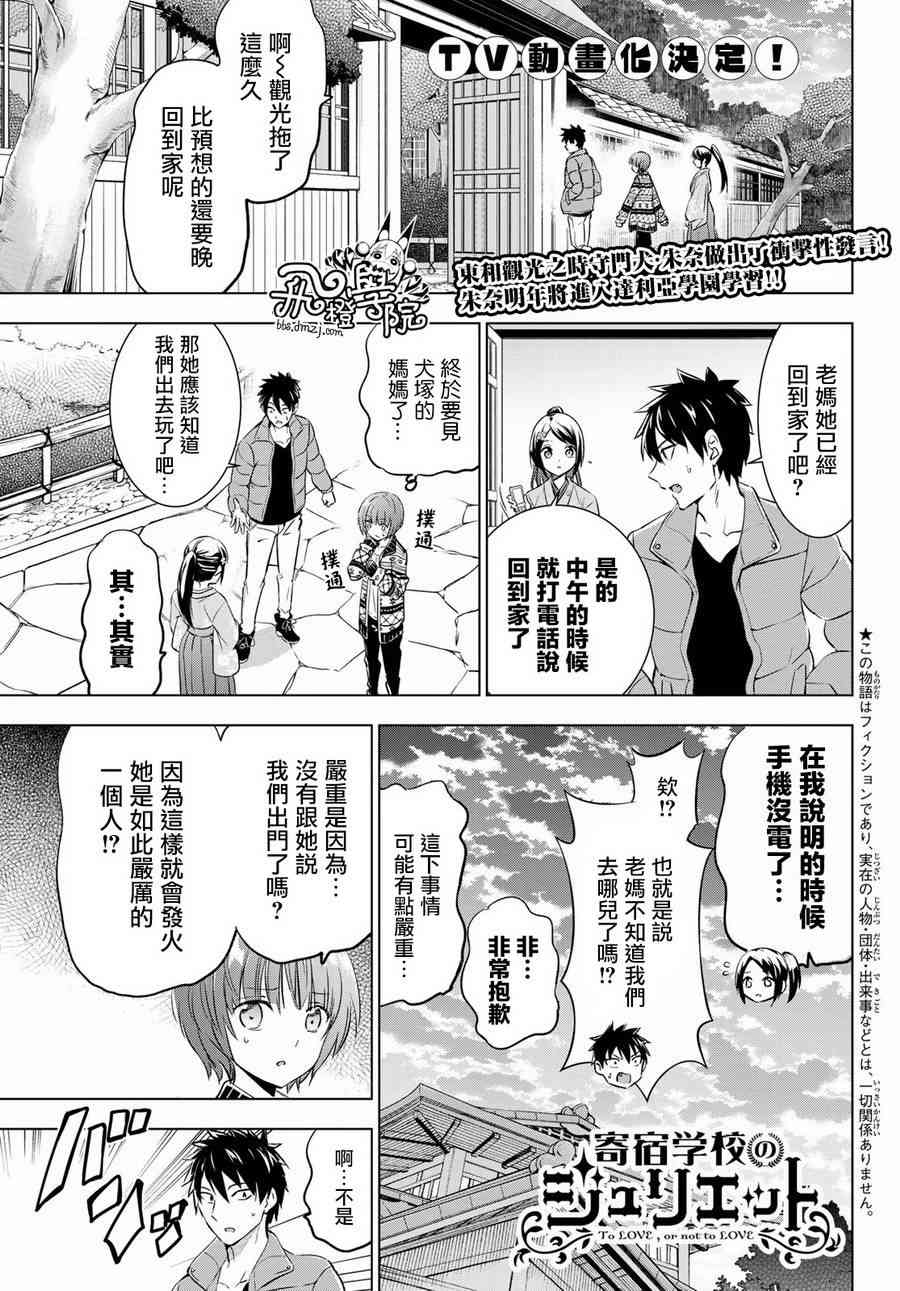 TV動畫化決定！
啊～觀光拖了
這麼久
比預想的還要晚
回到家呢
東和觀光之時守門犬・朱奈做出了衝擊性發言！
朱奈明年將進入達利亞學園學習！！
飛橙學院
bbs.dmzj.com
老媽她已經
回到家了吧？
是的
中午的時候
就打電話說
回到家了
終於要見
犬塚的
媽媽了…
撲通
撲通
那她應該知道
我們出去玩了吧…
其…其實
在我說明的時候
手機沒電了…
欸！？
也就是說
老媽不知道我們
去哪兒了嗎！？
非…
非常抱歉
這下事情
可能有點嚴重…
嚴重是因為…
沒有跟她說
我們出門了嗎？
因為這樣就會發火
她是如此嚴厲的
一個人！？
啊…不是
バババ
寄宿学校の
ジュリエット
To LOVE , or not to LOVE
★この物語はフィクションであり、実在の人物・団体・出来事などとは、一切関係ありません。